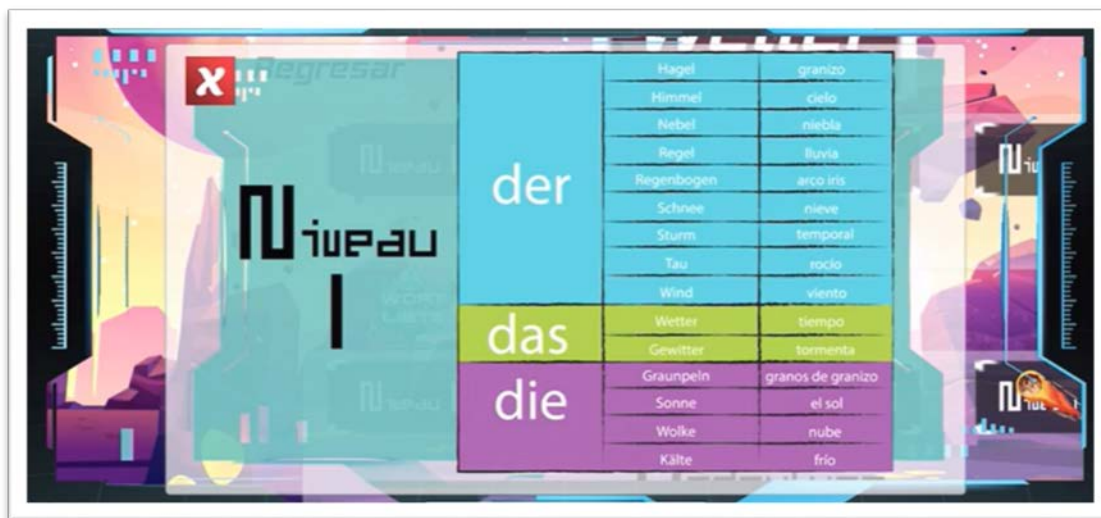 x Regresar
Niveau
I
der
Hagel granizo
Himmel cielo
Nebel niebla
Regel lluvia
Regenbogen arco iris
Schnee nieve
Sturm temporal
Tau rocío
Wind viento
das
Wetter tiempo
Gewitter tormenta
die
Graunpeln granos de granizo
Sonne el sol
Wolke nube
Kälte frío